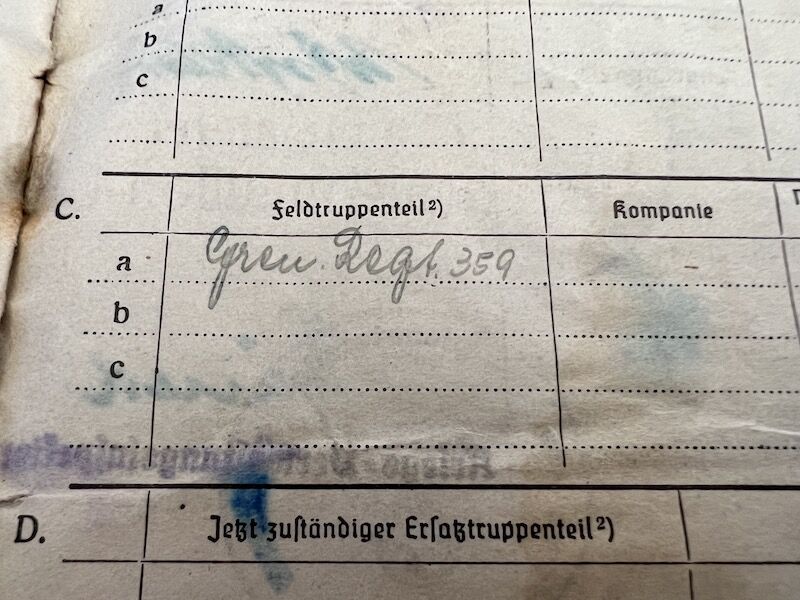 a
b
c
C. Feldtruppenteil²) Kompanie
a Gren. Regt. 359 -
b
c
D. Jetzt zuständiger Ersatztruppenteil²)